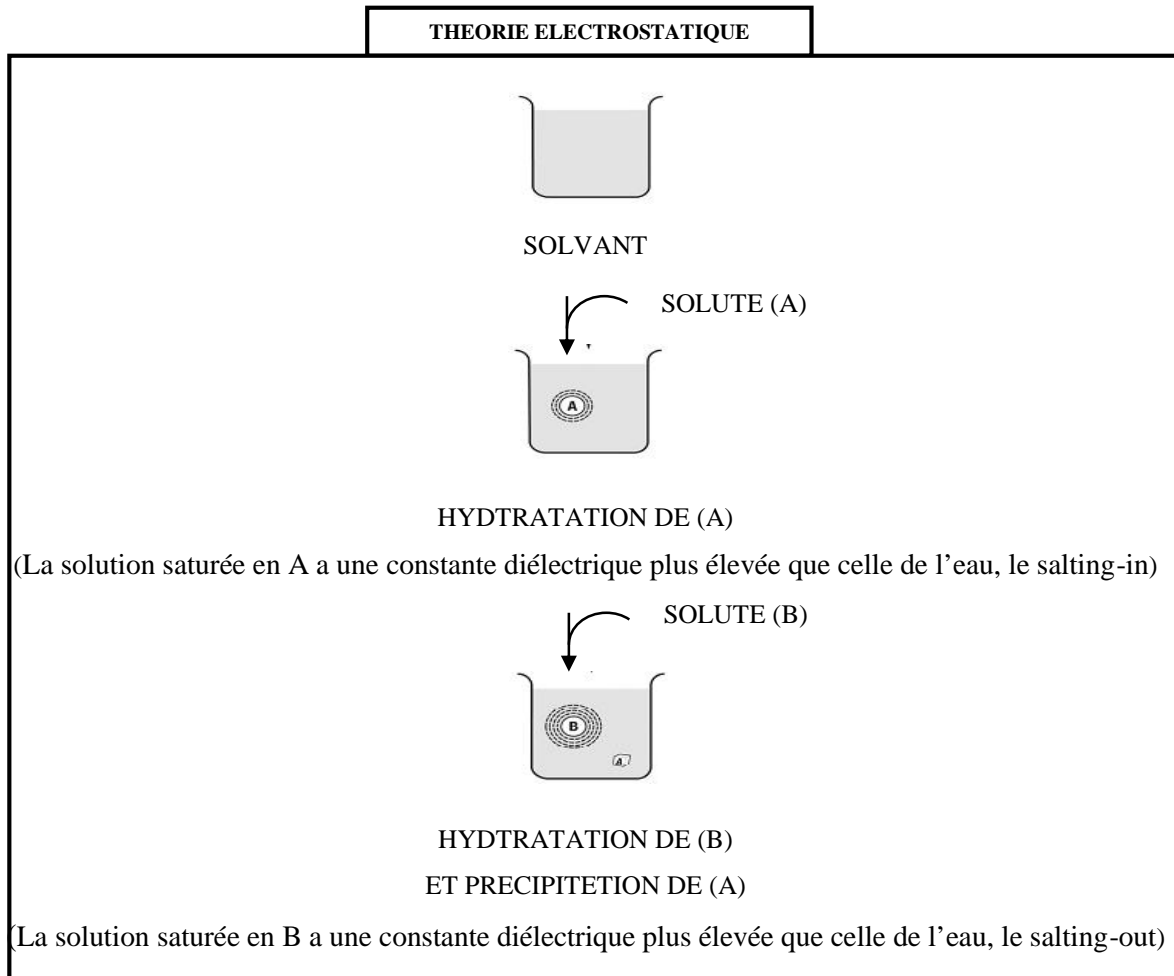 THEORIE ELECTROSTATIQUE
SOLVANT
SOLUTE (A)
A
HYDTRATATION DE (A)
(La solution saturée en A a une constante diélectrique plus élevée que celle de l’eau, le salting-in)
SOLUTE (B)
B
A
HYDTRATATION DE (B)
ET PRECIPITETION DE (A)
(La solution saturée en B a une constante diélectrique plus élevée que celle de l’eau, le salting-out)